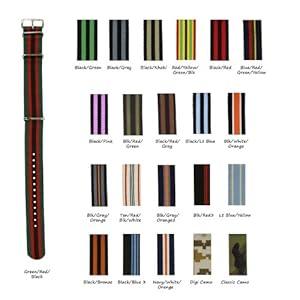 Black/Green
Black/Grey
Black/Khaki
Red/Yellow/
Green/Blk
Black/Red
Blue/Red/
Green/Yellow
Black/Pink
Blk/Red/
Green
Black/Red/
Grey
Black/Lt Blue
Blk/White/
Orange
Blk/Grey/
Orange
Tan/Red/
Blk/White
Blk/Grey/
Orange2
Blk/Red3
Lt Blue/Yellow
Green/Red/
Black
Black/Bronze
Black/Blue 3
Navy/White/
Orange
Digi Camo
Classic Camo